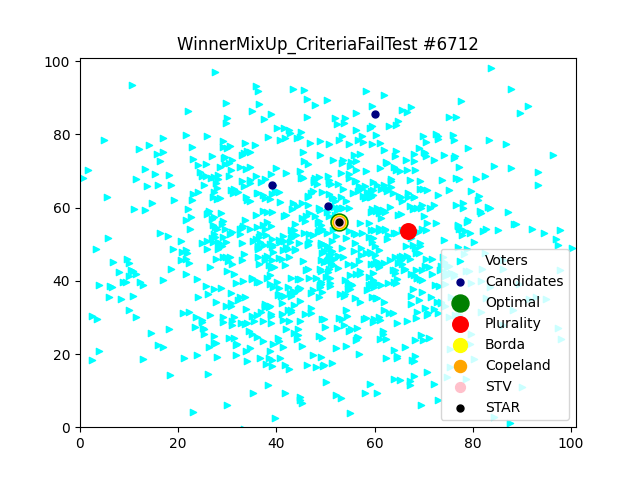 WinnerMixUp_CriteriaFailTest #6712
100
80
60
40
20
0
0 20 40 60 80 100
Voters
Candidates
Optimal
Plurality
Borda
Copeland
STV
STAR